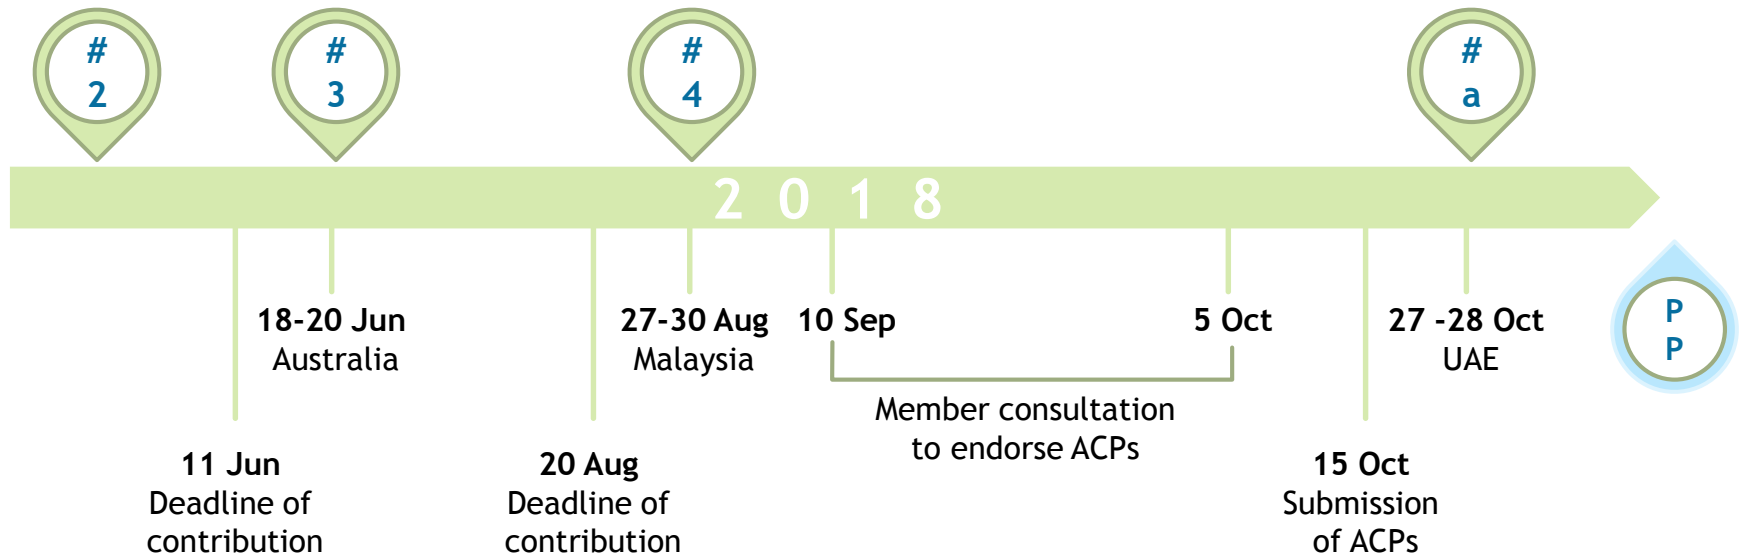 #
2
#
3
#
4
#
a
2 0 1 8
18-20 Jun
Australia
27-30 Aug
Malaysia
10 Sep
5 Oct
27 -28 Oct
UAE
P
P
Member consultation
to endorse ACPs
11 Jun
Deadline of
contribution
20 Aug
Deadline of
contribution
15 Oct
Submission
of ACPs